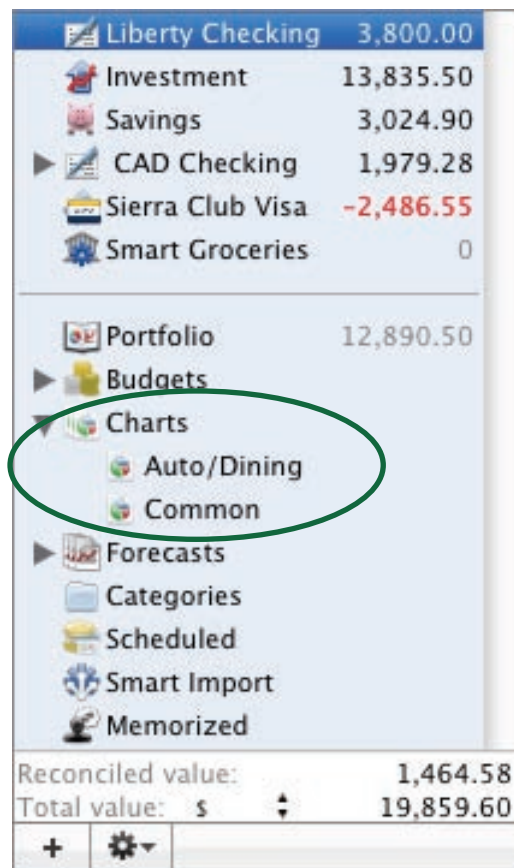 Liberty Checking 3,800.00
Investment 13,835.50
Savings 3,024.90
CAD Checking 1,979.28
Sierra Club Visa -2,486.55
Smart Groceries 0
Portfolio 12,890.50
Budgets
Charts
Auto/Dining
Common
Forecasts
Categories
Scheduled
Smart Import
Memorized
Reconciled value: 1,464.58
Total value: $ 19,859.60